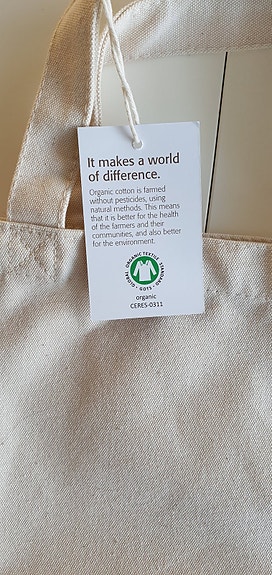 It makes a world
of difference.
Organic cotton is farmed
without pesticides, using
natural methods. This means
that it is better for the health
of the farmers and their
communities, and also better
for the environment.
GLOBAL ORGANIC TEXTILE STANDARD · GOTS ·
organic
CERES-0311